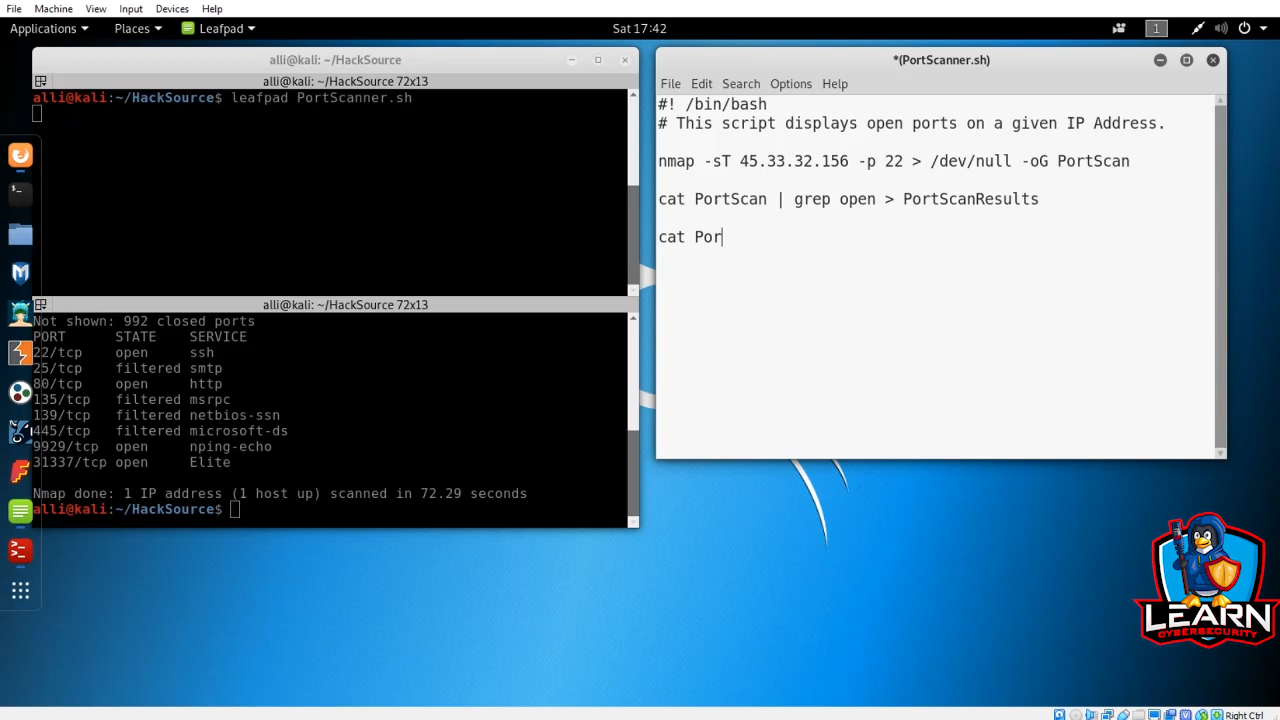 File Machine View Input Devices Help
Applications Places Leafpad Sat 17:42 1
alli@kali: ~/HackSource
alli@kali: ~/HackSource 72x13
alli@kali:~/HackSource$ leafpad PortScanner.sh
alli@kali: ~/HackSource 72x13
Not shown: 992 closed ports
PORT STATE SERVICE
22/tcp open ssh
25/tcp filtered smtp
80/tcp open http
135/tcp filtered msrpc
139/tcp filtered netbios-ssn
445/tcp filtered microsoft-ds
9929/tcp open nping-echo
31337/tcp open Elite
Nmap done: 1 IP address (1 host up) scanned in 72.29 seconds
alli@kali:~/HackSource$
*(PortScanner.sh)
File Edit Search Options Help
#! /bin/bash
# This script displays open ports on a given IP Address.
nmap -sT 45.33.32.156 -p 22 > /dev/null -oG PortScan
cat PortScan | grep open > PortScanResults
cat Por
LEARN
CYBERSECURITY
Right Ctrl